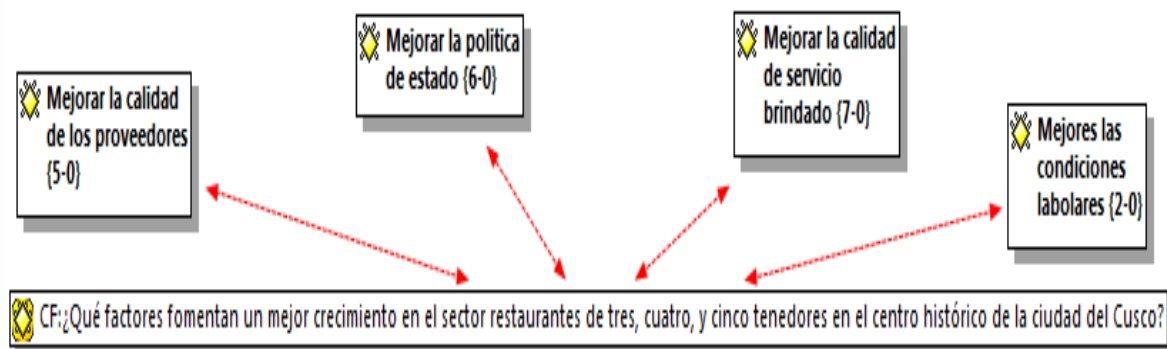 Mejorar la calidad
de los proveedores
{5-0}
Mejorar la politica
de estado {6-0}
Mejorar la calidad
de servicio
brindado {7-0}
Mejores las
condiciones
labolares {2-0}
CF:¿Qué factores fomentan un mejor crecimiento en el sector restaurantes de tres, cuatro, y cinco tenedores en el centro histórico de la ciudad del Cusco?